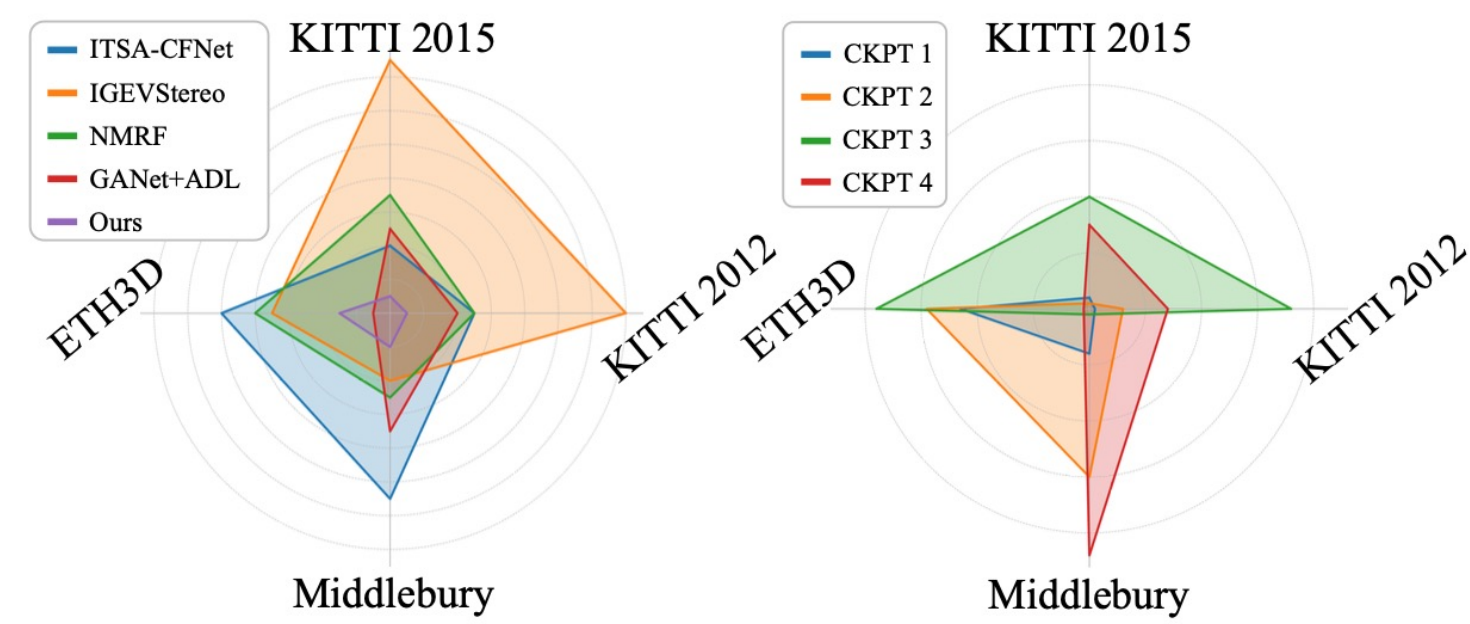 KITTI 2015
ITSA-CFNet
IGEVStereo
NMRF
GANet+ADL
Ours
ETH3D
KITTI 2012
Middlebury
KITTI 2015
CKPT 1
CKPT 2
CKPT 3
CKPT 4
ETH3D
KITTI 2012
Middlebury